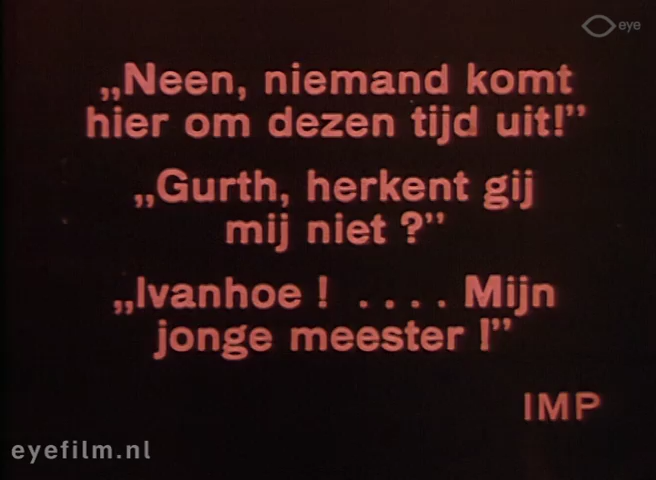 eye
„Neen, niemand komt
hier om dezen tijd uit!”
„Gurth, herkent gij
mij niet ?”
„Ivanhoe ! .... Mijn
jonge meester !”
IMP
eyefilm.nl